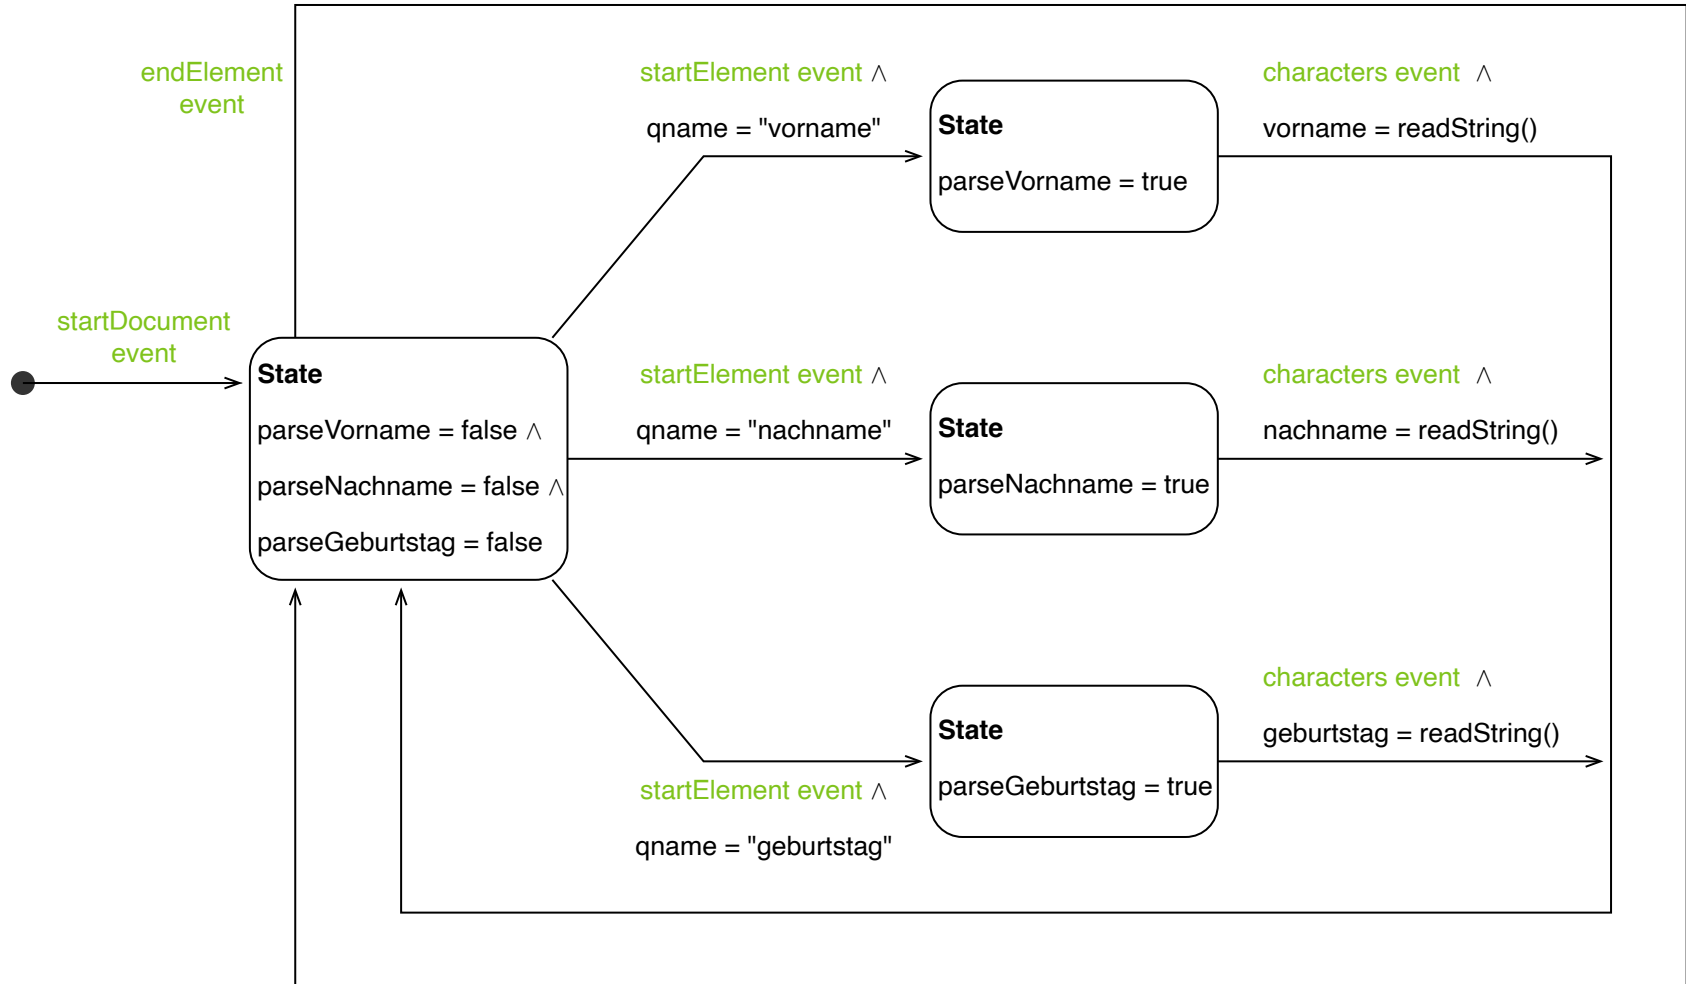 endElement
event
startElement event ∧
qname = "vorname"
State
parseVorname = true
characters event ∧
vorname = readString()
startDocument
event
State
parseVorname = false ∧
parseNachname = false ∧
parseGeburtstag = false
startElement event ∧
qname = "nachname"
State
parseNachname = true
characters event ∧
nachname = readString()
startElement event ∧
qname = "geburtstag"
State
parseGeburtstag = true
characters event ∧
geburtstag = readString()